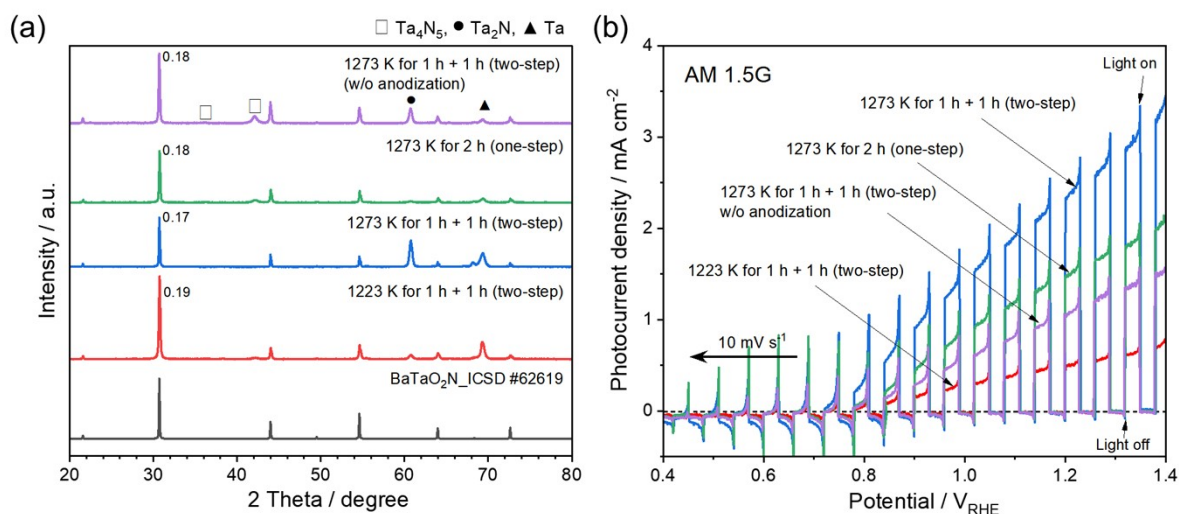 (a)
□ Ta₄N₅, ● Ta₂N, ▲ Ta
0.18
1273 K for 1 h + 1 h (two-step)
(w/o anodization)
□ □ ● ▲
0.18
1273 K for 2 h (one-step)
0.17
1273 K for 1 h + 1 h (two-step)
0.19
1223 K for 1 h + 1 h (two-step)
BaTaO₂N_ICSD #62619
Intensity / a.u.
20 30 40 50 60 70 80
2 Theta / degree
(b)
AM 1.5G
Light on
1273 K for 1 h + 1 h (two-step)
1273 K for 2 h (one-step)
1273 K for 1 h + 1 h (two-step)
w/o anodization
1223 K for 1 h + 1 h (two-step)
10 mV s⁻¹
Light off
Photocurrent density / mA cm⁻²
4
3
2
1
0
0.4 0.6 0.8 1.0 1.2 1.4
Potential / V_RHE